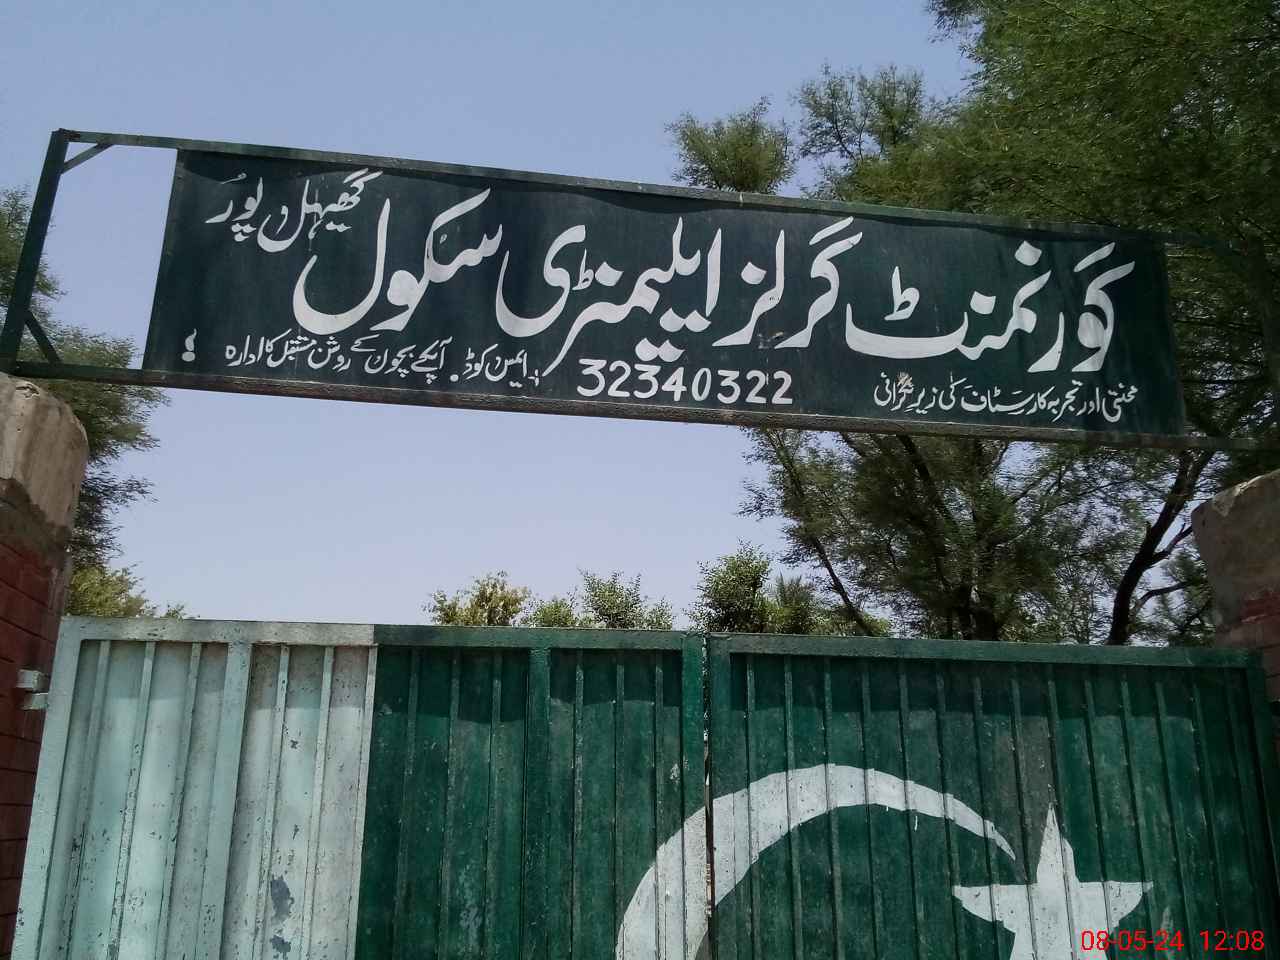 گورنمنٹ گرلز ایلیمنٹری سکول گھیہل پور
محنتی اور تجربہ کار سٹاف کی زیر نگرانی
32340322 ایمس کوڈ. آپکے بچوں کے روشن مستقبل کا ادارہ !
08-05-24 12:08